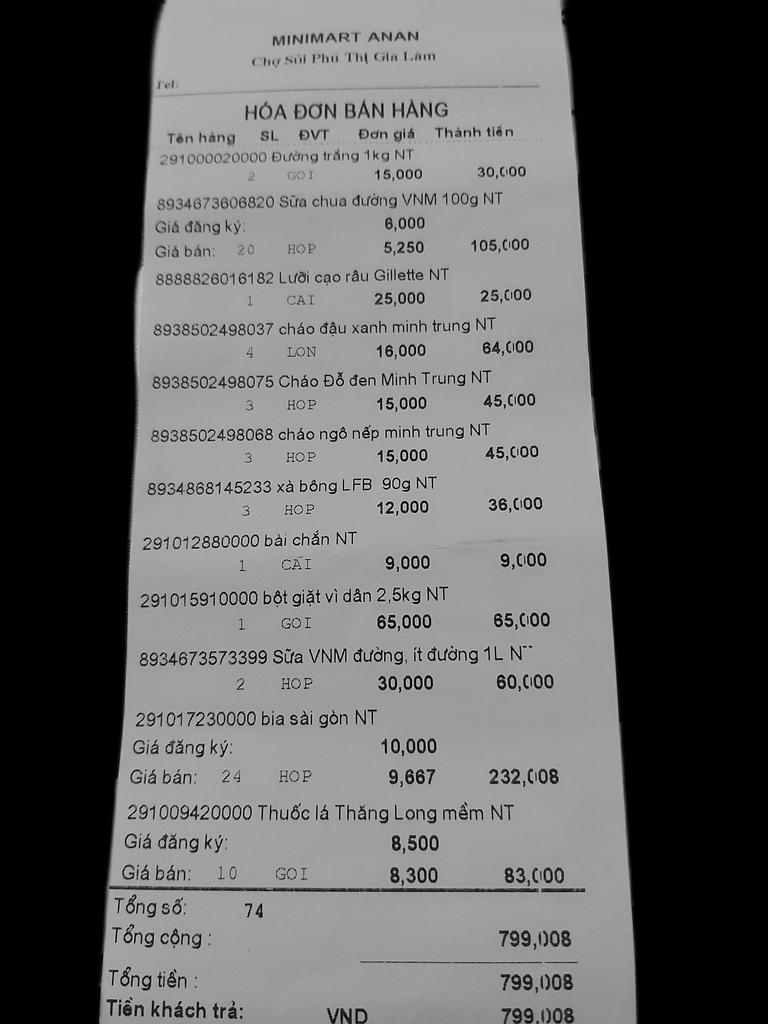 MINIMART ANAN
Chợ Sủi Phú Thị Gia Lâm
Tel:
HÓA ĐƠN BÁN HÀNG
Tên hàng SL ĐVT Đơn giá Thành tiền
291000020000 Đường trắng 1kg NT
2 GOI 15,000 30,000
8934673606820 Sữa chua đường VNM 100g NT
Giá đăng ký: 6,000
Giá bán: 20 HOP 5,250 105,000
8888826016182 Lưỡi cạo râu Gillette NT
1 CAI 25,000 25,000
8938502498037 cháo đậu xanh minh trung NT
4 LON 16,000 64,000
8938502498075 Cháo Đỗ đen Minh Trung NT
3 HOP 15,000 45,000
8938502498068 cháo ngô nếp minh trung NT
3 HOP 15,000 45,000
8934868145233 xà bông LFB 90g NT
3 HOP 12,000 36,000
291012880000 bài chắn NT
1 CÁI 9,000 9,000
291015910000 bột giặt vì dân 2,5kg NT
1 GOI 65,000 65,000
8934673573399 Sữa VNM đường, ít đường 1L
2 HOP 30,000 60,000
291017230000 bia sài gòn NT
Giá đăng ký: 10,000
Giá bán: 24 HOP 9,667 232,008
291009420000 Thuốc lá Thăng Long mềm NT
Giá đăng ký: 8,500
Giá bán: 10 GOI 8,300 83,000
Tổng số: 74
Tổng cộng : 799,008
Tổng tiền : 799,008
Tiền khách trả: VND 799,008